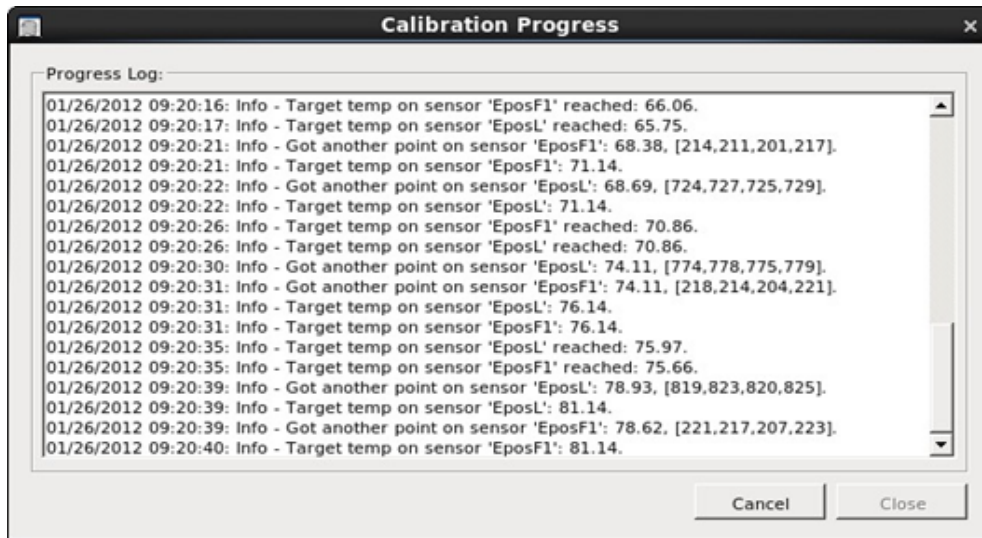 Calibration Progress
Progress Log:
01/26/2012 09:20:16: Info - Target temp on sensor 'EposF1' reached: 66.06.
01/26/2012 09:20:17: Info - Target temp on sensor 'EposL' reached: 65.75.
01/26/2012 09:20:21: Info - Got another point on sensor 'EposF1': 68.38, [214,211,201,217].
01/26/2012 09:20:21: Info - Target temp on sensor 'EposF1': 71.14.
01/26/2012 09:20:22: Info - Got another point on sensor 'EposL': 68.69, [724,727,725,729].
01/26/2012 09:20:22: Info - Target temp on sensor 'EposL': 71.14.
01/26/2012 09:20:26: Info - Target temp on sensor 'EposF1' reached: 70.86.
01/26/2012 09:20:26: Info - Target temp on sensor 'EposL' reached: 70.86.
01/26/2012 09:20:30: Info - Got another point on sensor 'EposL': 74.11, [774,778,775,779].
01/26/2012 09:20:31: Info - Got another point on sensor 'EposF1': 74.11, [218,214,204,221].
01/26/2012 09:20:31: Info - Target temp on sensor 'EposL': 76.14.
01/26/2012 09:20:31: Info - Target temp on sensor 'EposF1': 76.14.
01/26/2012 09:20:35: Info - Target temp on sensor 'EposL' reached: 75.97.
01/26/2012 09:20:35: Info - Target temp on sensor 'EposF1' reached: 75.66.
01/26/2012 09:20:39: Info - Got another point on sensor 'EposL': 78.93, [819,823,820,825].
01/26/2012 09:20:39: Info - Target temp on sensor 'EposL': 81.14.
01/26/2012 09:20:39: Info - Got another point on sensor 'EposF1': 78.62, [221,217,207,223].
01/26/2012 09:20:40: Info - Target temp on sensor 'EposF1': 81.14.
Cancel Close